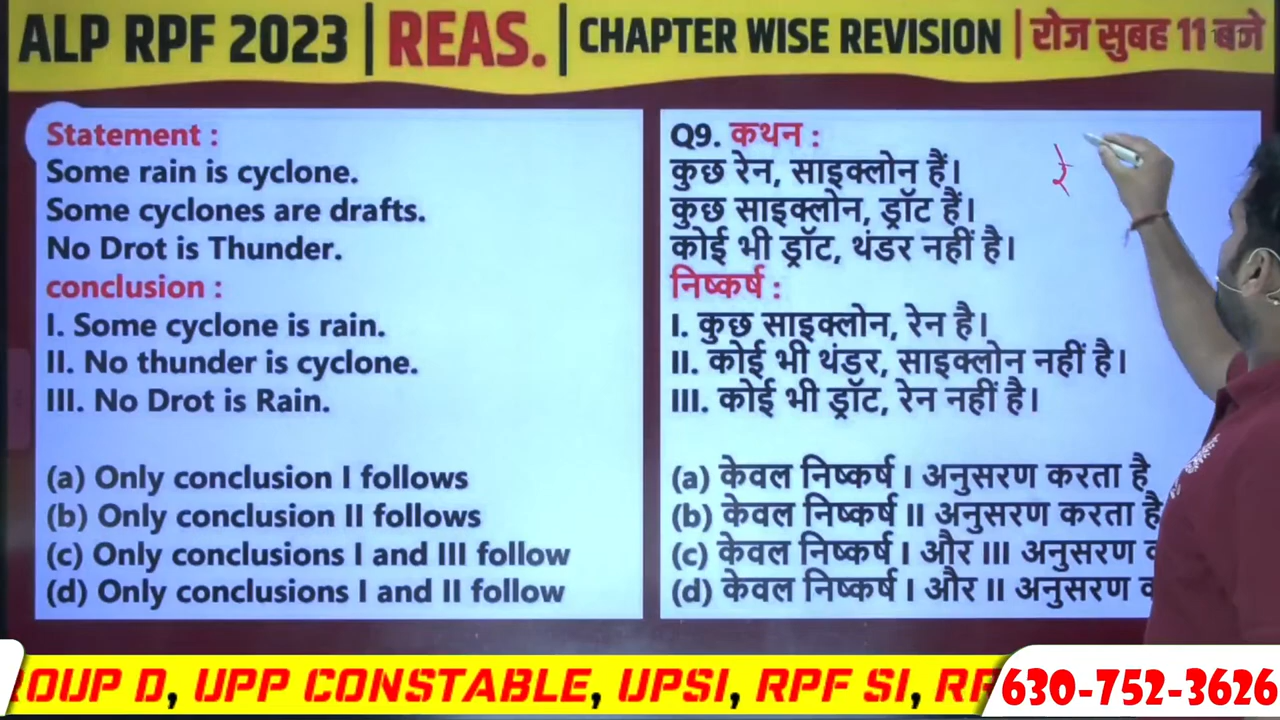 ALP RPF 2023 | REAS. | CHAPTER WISE REVISION | रोज सुबह 11 बजे
Statement :
Some rain is cyclone.
Some cyclones are drafts.
No Drot is Thunder.
conclusion :
I. Some cyclone is rain.
II. No thunder is cyclone.
III. No Drot is Rain.
(a) Only conclusion I follows
(b) Only conclusion II follows
(c) Only conclusions I and III follow
(d) Only conclusions I and II follow
Q9. कथन :
कुछ रेन, साइक्लोन हैं।
कुछ साइक्लोन, ड्रॉट हैं।
कोई भी ड्रॉट, थंडर नहीं है।
निष्कर्ष :
I. कुछ साइक्लोन, रेन है।
II. कोई भी थंडर, साइक्लोन नहीं है।
III. कोई भी ड्रॉट, रेन नहीं है।
(a) केवल निष्कर्ष I अनुसरण करता है
(b) केवल निष्कर्ष II अनुसरण करता है
(c) केवल निष्कर्ष I और III अनुसरण
(d) केवल निष्कर्ष I और II अनुसरण
OUP D, UPP CONSTABLE, UPSI, RPF SI, 630-752-3626